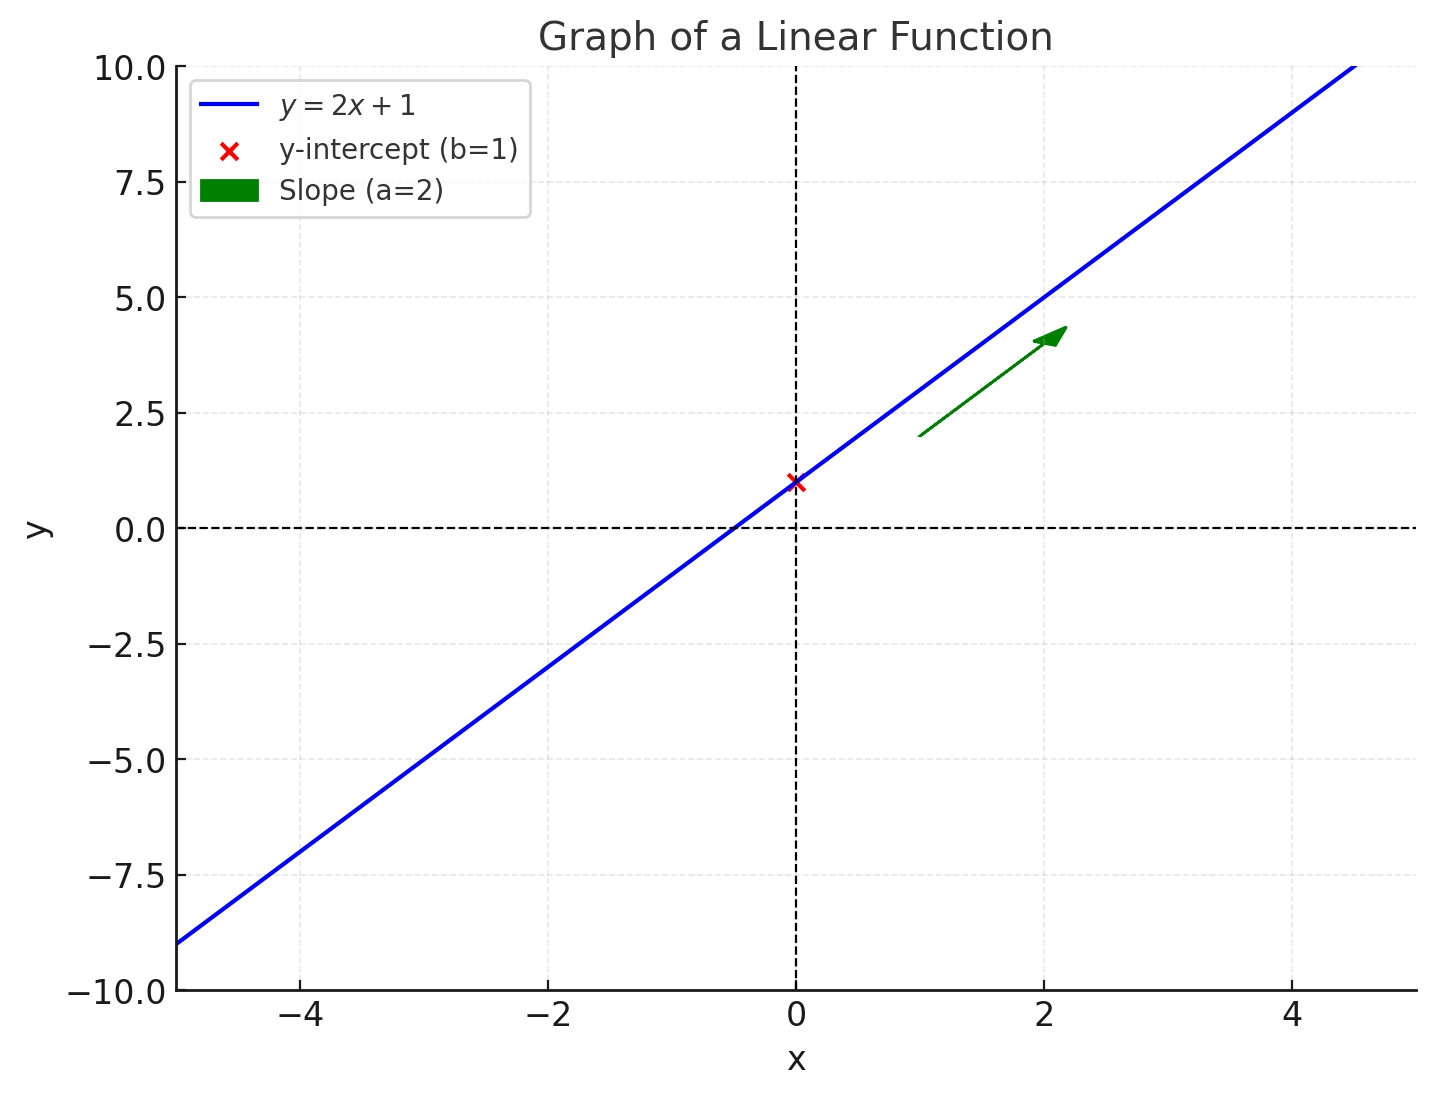 Graph of a Linear Function
10.0
7.5
5.0
2.5
0.0
−2.5
−5.0
−7.5
−10.0
y = 2x + 1
y-intercept (b=1)
Slope (a=2)
y
−4 −2 0 2 4
x